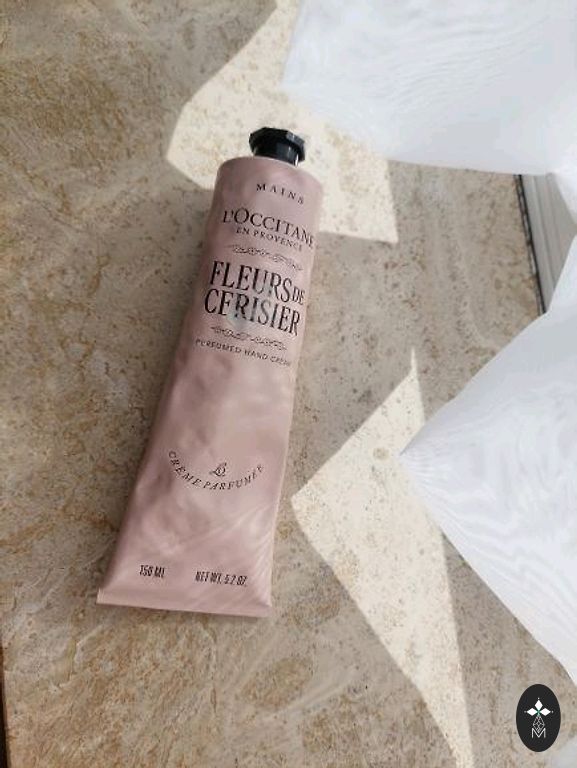 MAINS
L'OCCITANE
EN PROVENCE
FLEURS DE
CERISIER
PERFUMED HAND CREAM
CRÈME PARFUMÉE
150 ML NET WT. 5.2 OZ.
M